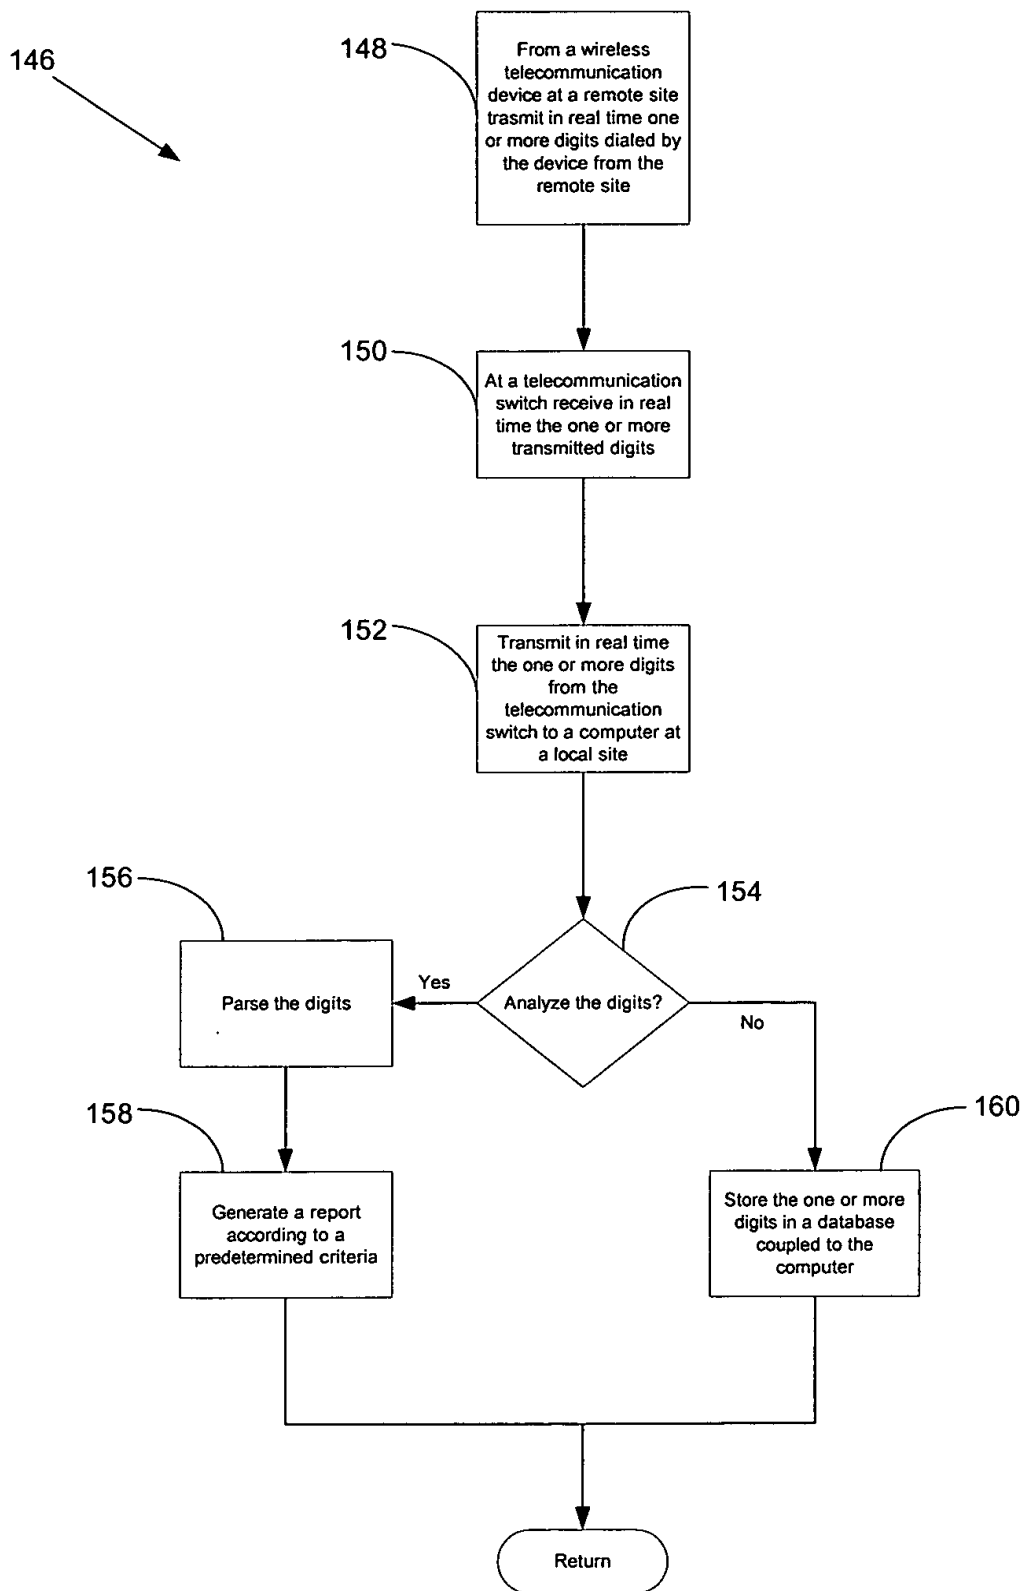 146
148
From a wireless
telecommunication
device at a remote site
trasmit in real time one
or more digits dialed by
the device from the
remote site
150
At a telecommunication
switch receive in real
time the one or more
transmitted digits
152
Transmit in real time
the one or more digits
from the
telecommunication
switch to a computer at
a local site
154
Analyze the digits?
Yes
No
156
Parse the digits
158
Generate a report
according to a
predetermined criteria
160
Store the one or more
digits in a database
coupled to the
computer
Return